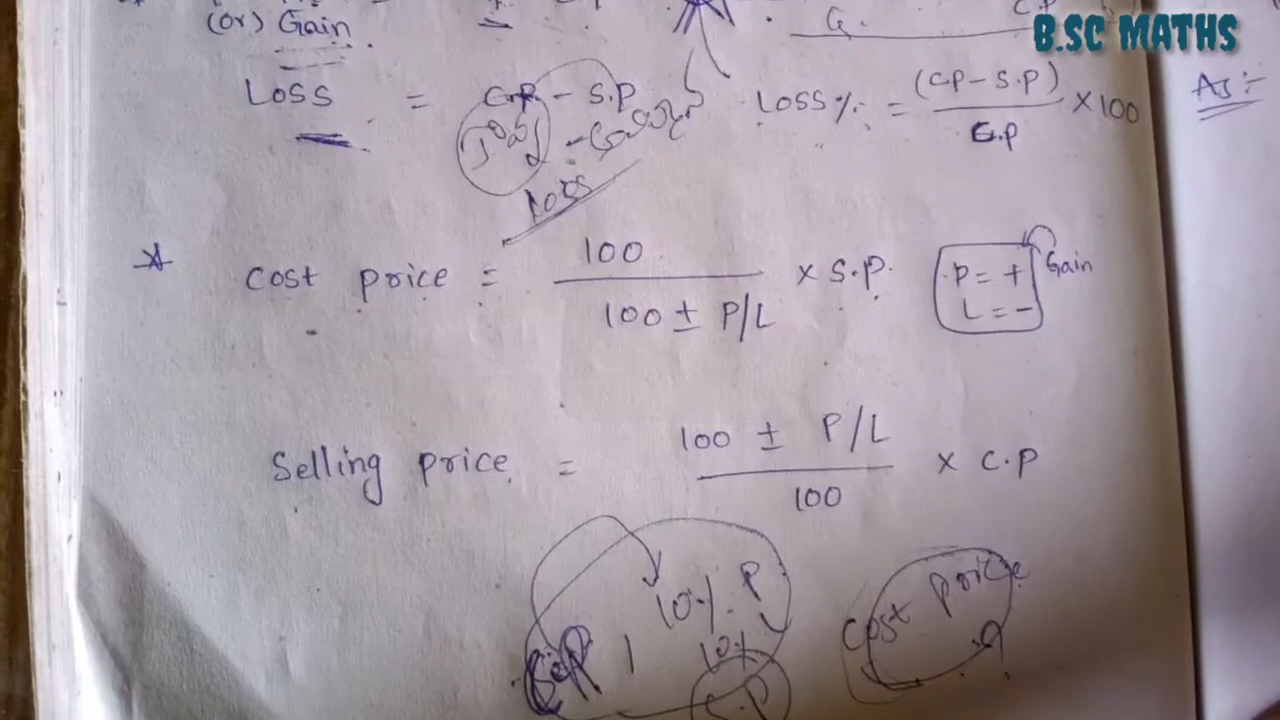 (or) Gain
B.SC MATHS
Loss = C.P - S.P
Loss % = (C.P - S.P) / C.P × 100
As :-
loss
Cost price = 100 / 100 ± P/L × S.P.
P = +
L = -
Gain
Selling price = 100 ± P/L / 100 × C.P
10% P
10%
Cost price